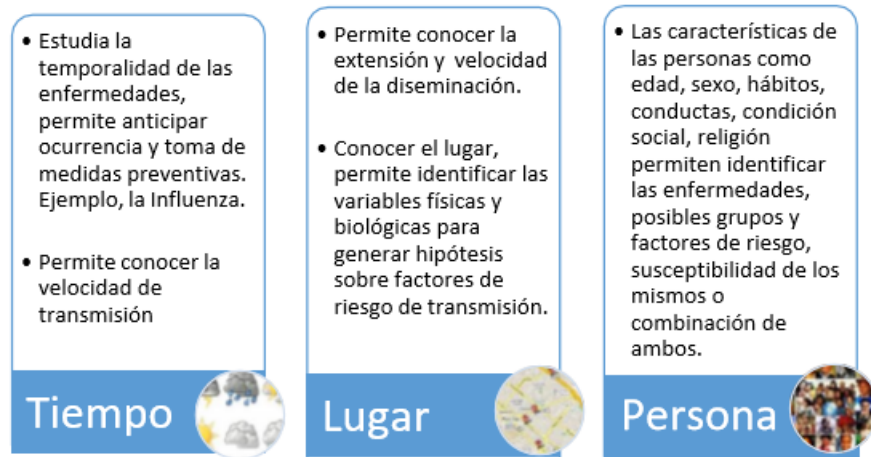 • Estudia la
temporalidad de las
enfermedades,
permite anticipar
ocurrencia y toma de
medidas preventivas.
Ejemplo, la Influenza.
• Permite conocer la
velocidad de
transmisión
Tiempo
• Permite conocer la
extensión y velocidad
de la diseminación.
• Conocer el lugar,
permite identificar las
variables físicas y
biológicas para
generar hipótesis
sobre factores de
riesgo de transmisión.
Lugar
• Las características de
las personas como
edad, sexo, hábitos,
conductas, condición
social, religión
permiten identificar
las enfermedades,
posibles grupos y
factores de riesgo,
susceptibilidad de los
mismos o
combinación de
ambos.
Persona